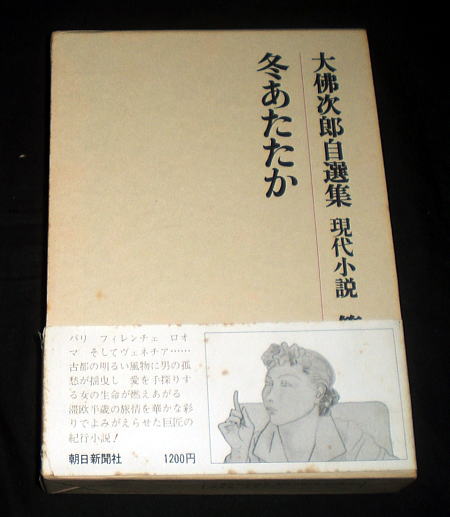 大佛次郎自選集 現代小説
冬あたたか
パリ フィレンチェ ロオ
マ そしてヴェネチア……
古都の明るい風物に男の孤
愁が揺曳し 愛を手探りす
る女の生命が燃えあがる
滞欧半歳の旅情を華かな彩
りでよみがえらせた巨匠の
紀行小説!
朝日新聞社 1200円